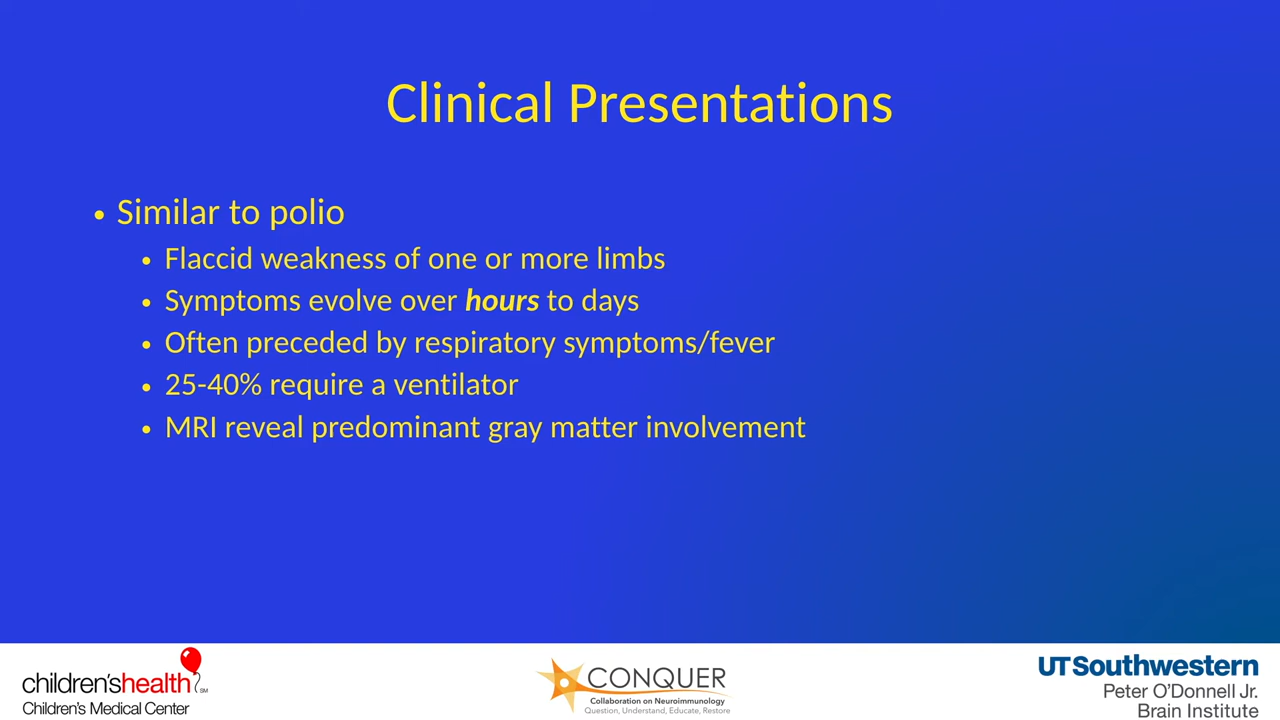 Clinical Presentations
• Similar to polio
• Flaccid weakness of one or more limbs
• Symptoms evolve over hours to days
• Often preceded by respiratory symptoms/fever
• 25-40% require a ventilator
• MRI reveal predominant gray matter involvement
children'shealth SM
Children's Medical Center
CONQUER
Collaboration on Neuroimmunology
Question, Understand, Educate, Restore
UTSouthwestern
Peter O'Donnell Jr.
Brain Institute